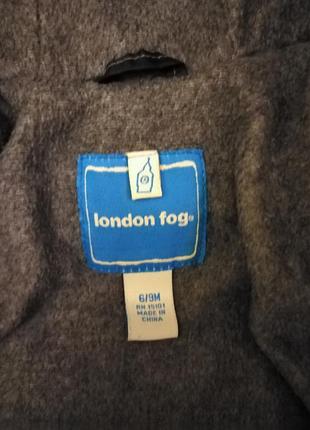 london fog®
6/9M
RN 15101
MADE IN
CHINA